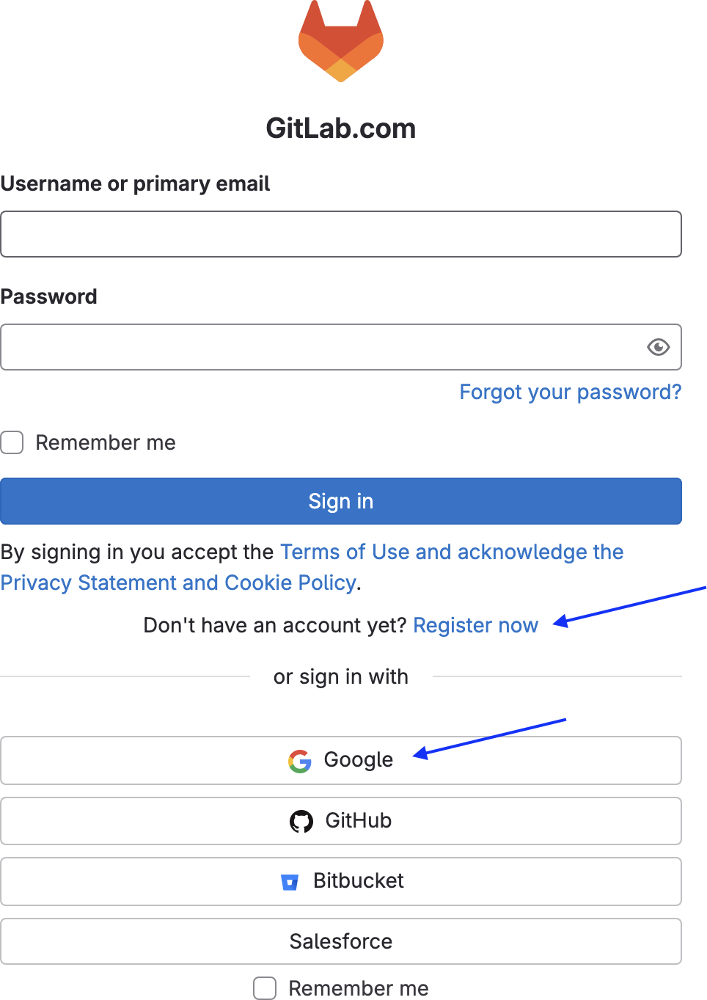 GitLab.com
Username or primary email
Password
Forgot your password?
Remember me
Sign in
By signing in you accept the Terms of Use and acknowledge the
Privacy Statement and Cookie Policy.
Don't have an account yet? Register now
or sign in with
Google
GitHub
Bitbucket
Salesforce
Remember me